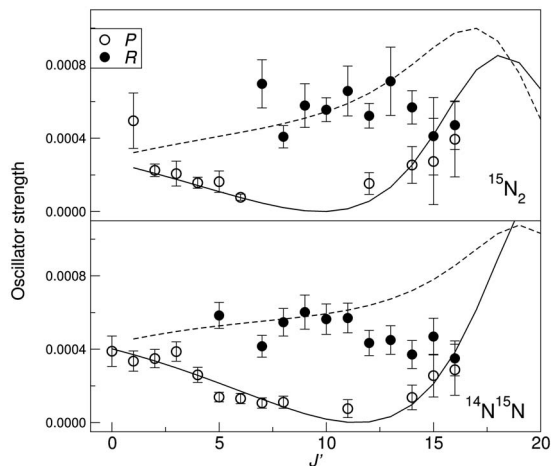 P
R
0.0008
0.0004
0.0000
¹⁵N₂
Oscillator strength
0.0008
0.0004
0.0000
¹⁴N¹⁵N
0 5 10 15 20
J'